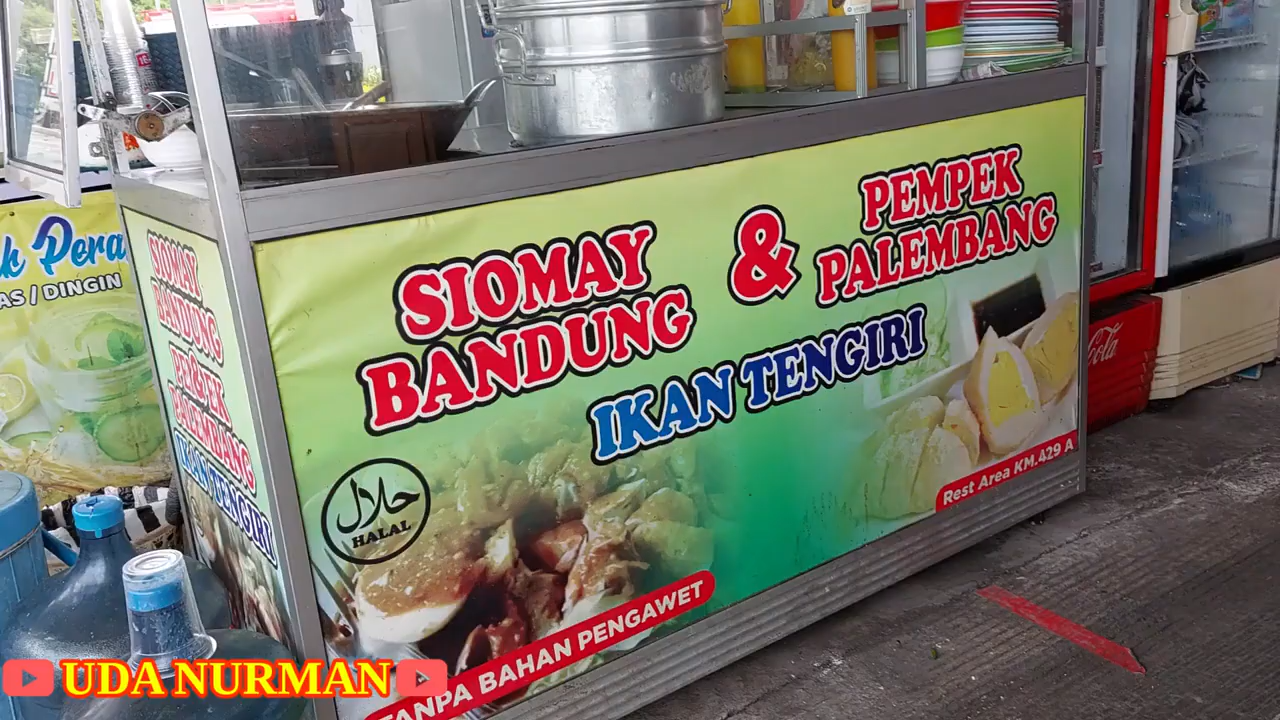 SIOMAY
BANDUNG
&
PEMPEK
PALEMBANG
IKAN TENGIRI
حلال
HALAL
TANPA BAHAN PENGAWET
Rest Area KM.429 A
SIOMAY
BANDUNG
PEMPEK
PALEMBANG
IKAN TENGIRI
k Pera
AS / DINGIN
Cola
UDA NURMAN